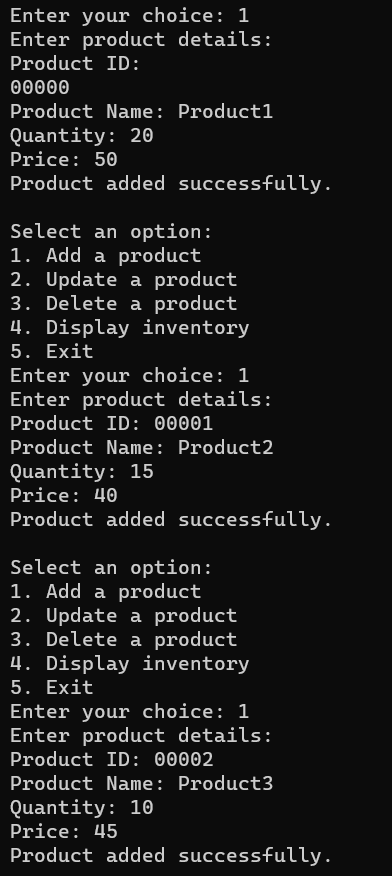 Enter your choice: 1
Enter product details:
Product ID:
00000
Product Name: Product1
Quantity: 20
Price: 50
Product added successfully.

Select an option:
1. Add a product
2. Update a product
3. Delete a product
4. Display inventory
5. Exit
Enter your choice: 1
Enter product details:
Product ID: 00001
Product Name: Product2
Quantity: 15
Price: 40
Product added successfully.

Select an option:
1. Add a product
2. Update a product
3. Delete a product
4. Display inventory
5. Exit
Enter your choice: 1
Enter product details:
Product ID: 00002
Product Name: Product3
Quantity: 10
Price: 45
Product added successfully.